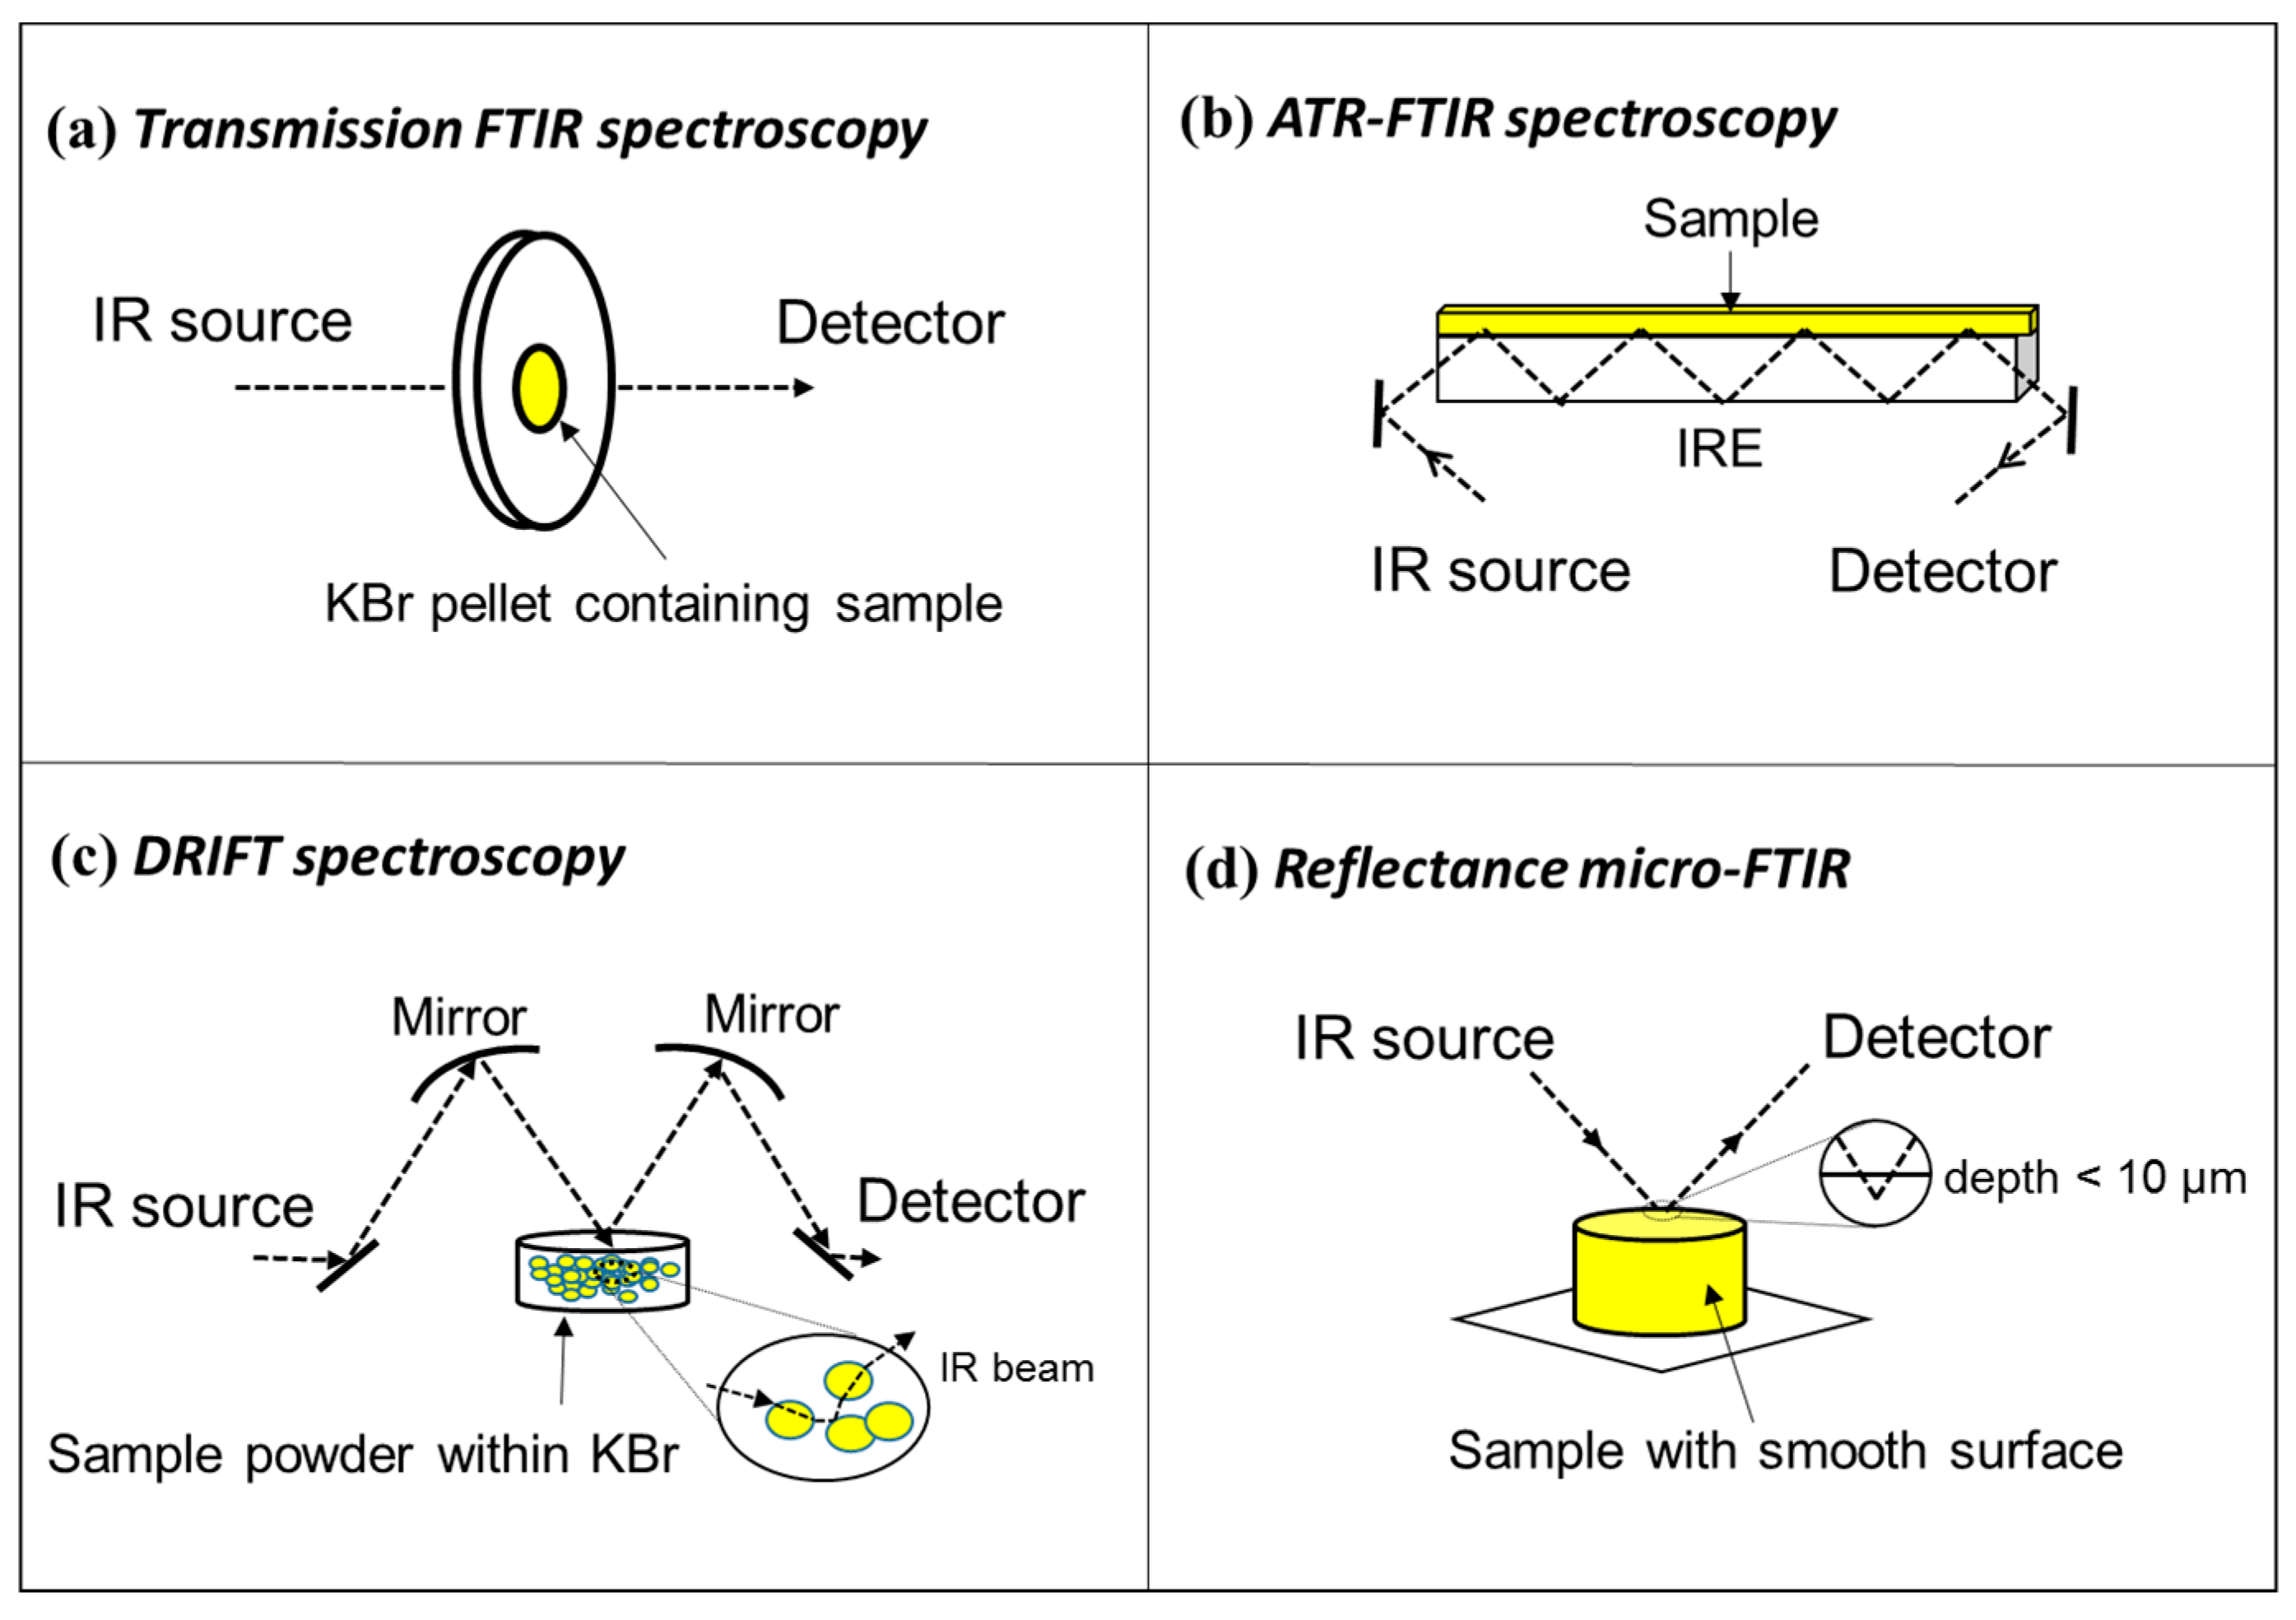 (a) Transmission FTIR spectroscopy
IR source
Detector
KBr pellet containing sample
(b) ATR-FTIR spectroscopy
Sample
IRE
IR source
Detector
(c) DRIFT spectroscopy
Mirror
Mirror
IR source
Detector
IR beam
Sample powder within KBr
(d) Reflectance micro-FTIR
IR source
Detector
depth < 10 µm
Sample with smooth surface